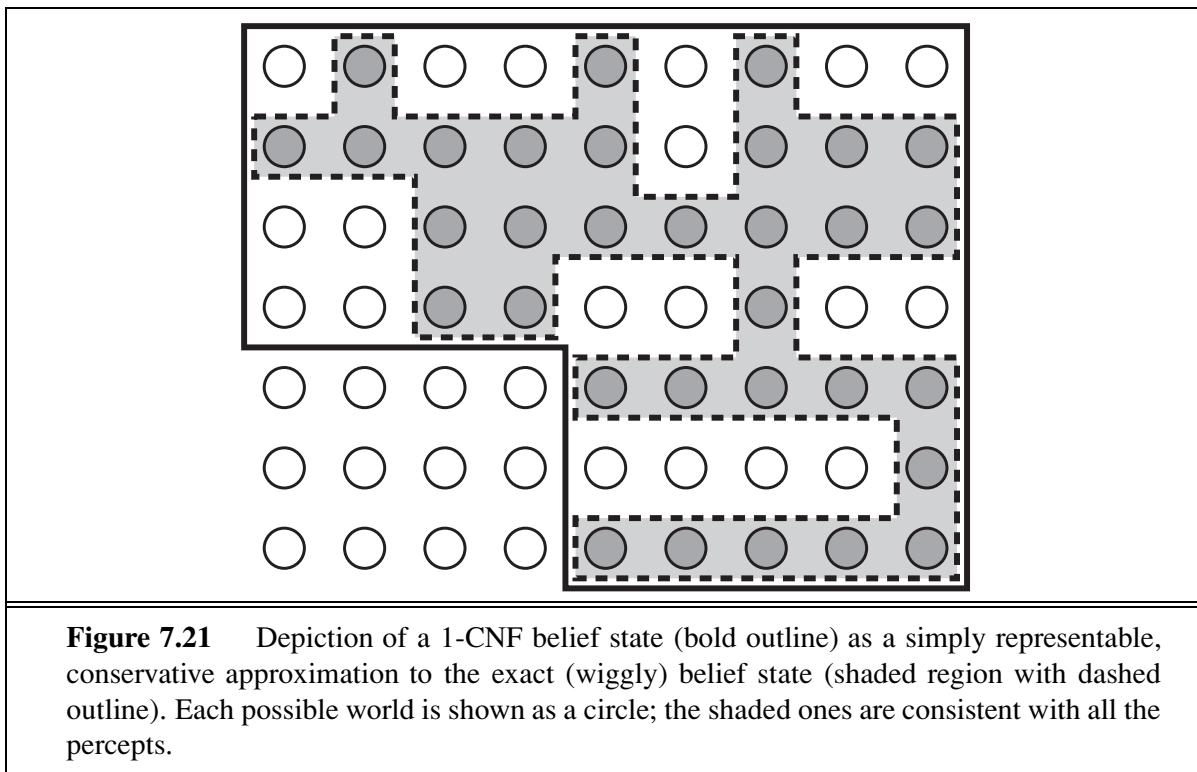 Figure 7.21 Depiction of a 1-CNF belief state (bold outline) as a simply representable,
conservative approximation to the exact (wiggly) belief state (shaded region with dashed
outline). Each possible world is shown as a circle; the shaded ones are consistent with all the
percepts.